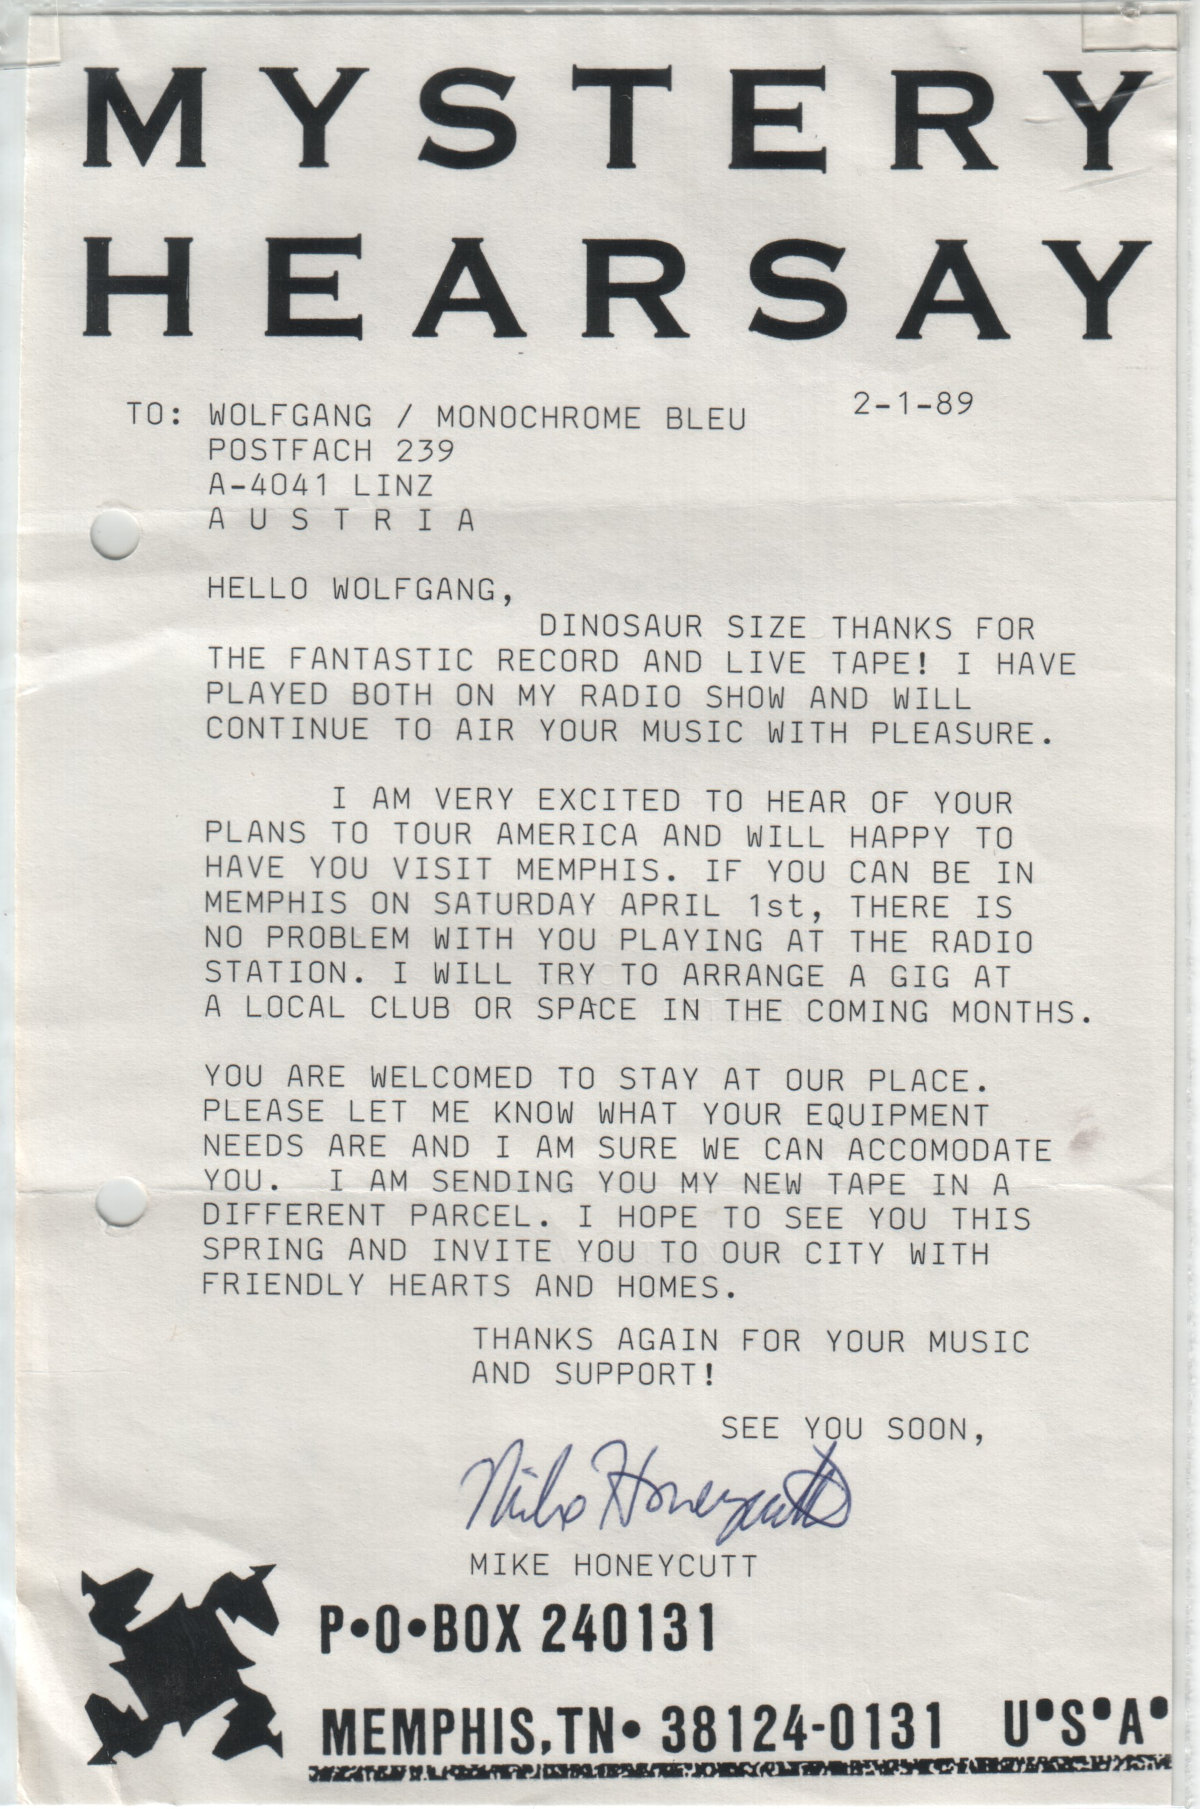 MYSTERY
HEARSAY
2-1-89
TO: WOLFGANG / MONOCHROME BLEU
POSTFACH 239
A-4041 LINZ
A U S T R I A
HELLO WOLFGANG,
DINOSAUR SIZE THANKS FOR
THE FANTASTIC RECORD AND LIVE TAPE! I HAVE
PLAYED BOTH ON MY RADIO SHOW AND WILL
CONTINUE TO AIR YOUR MUSIC WITH PLEASURE.
I AM VERY EXCITED TO HEAR OF YOUR
PLANS TO TOUR AMERICA AND WILL HAPPY TO
HAVE YOU VISIT MEMPHIS. IF YOU CAN BE IN
MEMPHIS ON SATURDAY APRIL 1st, THERE IS
NO PROBLEM WITH YOU PLAYING AT THE RADIO
STATION. I WILL TRY TO ARRANGE A GIG AT
A LOCAL CLUB OR SPACE IN THE COMING MONTHS.
YOU ARE WELCOMED TO STAY AT OUR PLACE.
PLEASE LET ME KNOW WHAT YOUR EQUIPMENT
NEEDS ARE AND I AM SURE WE CAN ACCOMODATE
YOU. I AM SENDING YOU MY NEW TAPE IN A
DIFFERENT PARCEL. I HOPE TO SEE YOU THIS
SPRING AND INVITE YOU TO OUR CITY WITH
FRIENDLY HEARTS AND HOMES.
THANKS AGAIN FOR YOUR MUSIC
AND SUPPORT!
SEE YOU SOON,
Mike Honeycutt
MIKE HONEYCUTT
P•O•BOX 240131
MEMPHIS, TN• 38124-0131 U•S•A•